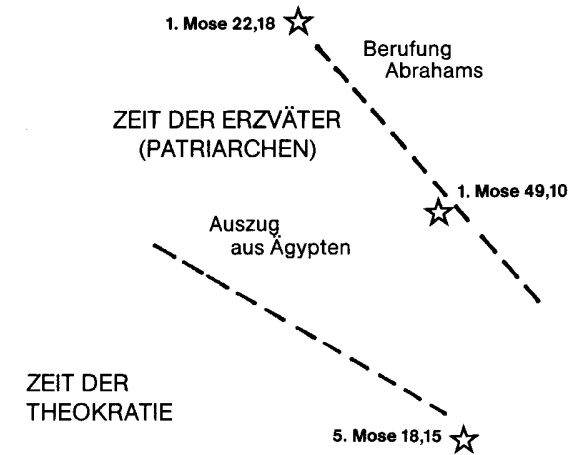 1. Mose 22,18
Berufung
Abrahams
ZEIT DER ERZVÄTER
(PATRIARCHEN)
1. Mose 49,10
Auszug
aus Ägypten
ZEIT DER
THEOKRATIE
5. Mose 18,15